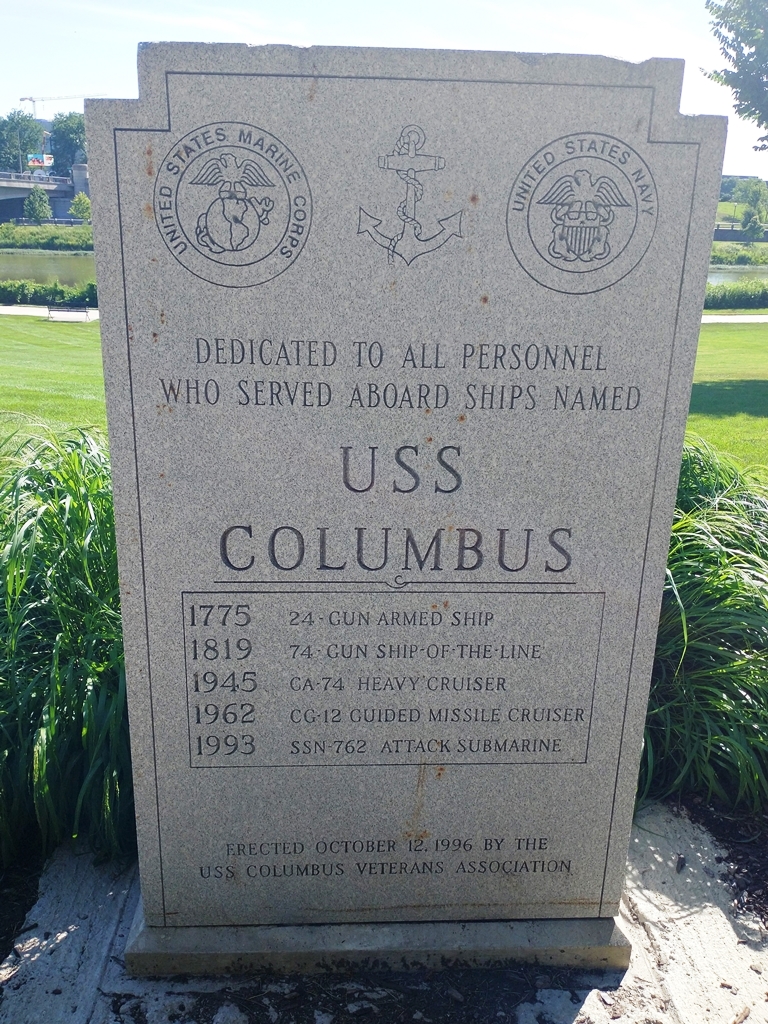 UNITED STATES MARINE CORPS
UNITED STATES NAVY
DEDICATED TO ALL PERSONNEL
WHO SERVED ABOARD SHIPS NAMED
USS
COLUMBUS
1775 24-GUN ARMED SHIP
1819 74-GUN SHIP-OF-THE-LINE
1945 CA-74 HEAVY CRUISER
1962 CG-12 GUIDED MISSILE CRUISER
1993 SSN-762 ATTACK SUBMARINE
ERECTED OCTOBER 12, 1996 BY THE
USS COLUMBUS VETERANS ASSOCIATION